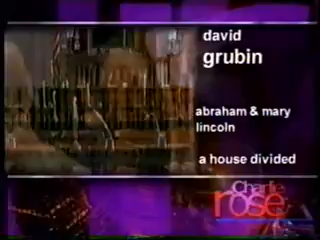 david
grubin
abraham & mary
lincoln
a house divided
Charlie
rose